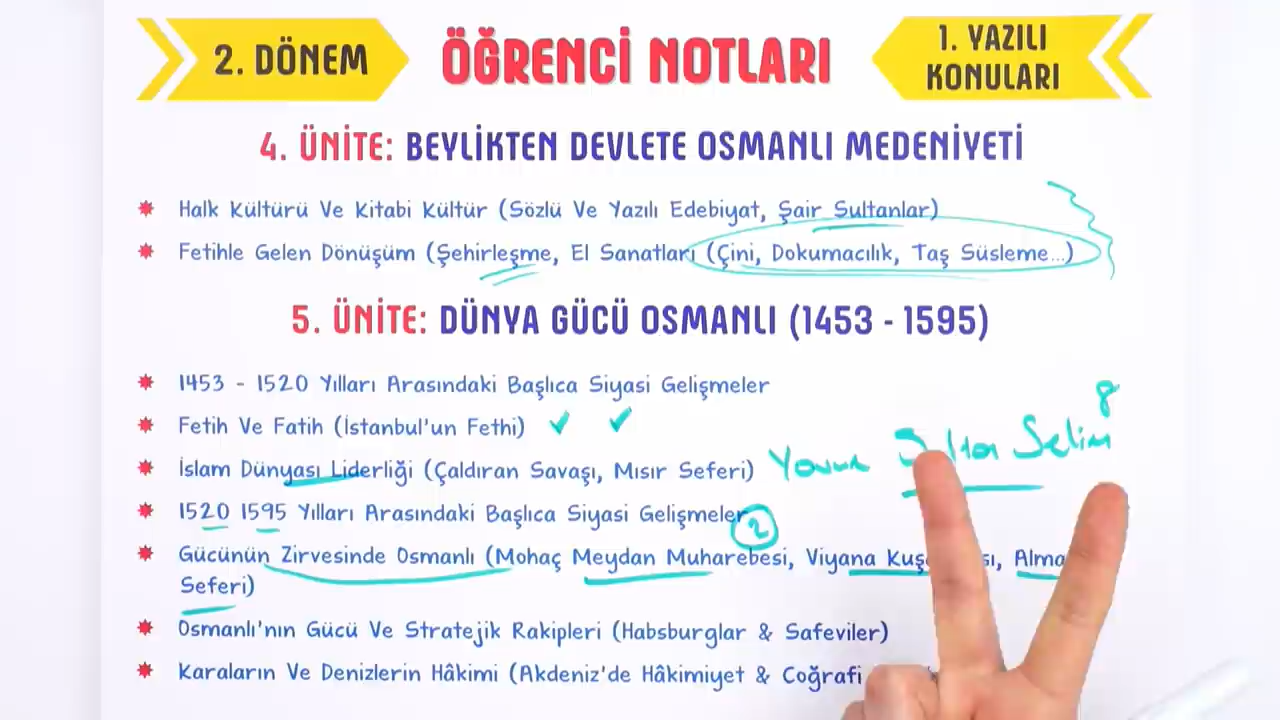 2. DÖNEM
ÖĞRENCİ NOTLARI
1. YAZILI
KONULARI
4. ÜNİTE: BEYLİKTEN DEVLETE OSMANLI MEDENİYETİ
Halk Kültürü Ve Kitabi Kültür (Sözlü Ve Yazılı Edebiyat, Şair Sultanlar)
Fetihle Gelen Dönüşüm (Şehirleşme, El Sanatları (Çini, Dokumacılık, Taş Süsleme...)
5. ÜNİTE: DÜNYA GÜCÜ OSMANLI (1453 - 1595)
1453 - 1520 Yılları Arasındaki Başlıca Siyasi Gelişmeler
Fetih Ve Fatih (İstanbul'un Fethi)
8
İslam Dünyası Liderliği (Çaldıran Savaşı, Mısır Seferi) Yavuz Selim
1520 1595 Yılları Arasındaki Başlıca Siyasi Gelişmeler
2
Gücünün Zirvesinde Osmanlı (Mohaç Meydan Muharebesi, Viyana
Seferi)
Osmanlı'nın Gücü Ve Stratejik Rakipleri (Habsburglar & Safeviler)
Karaların Ve Denizlerin Hâkimi (Akdeniz'de Hâkimiyet & Coğrafi